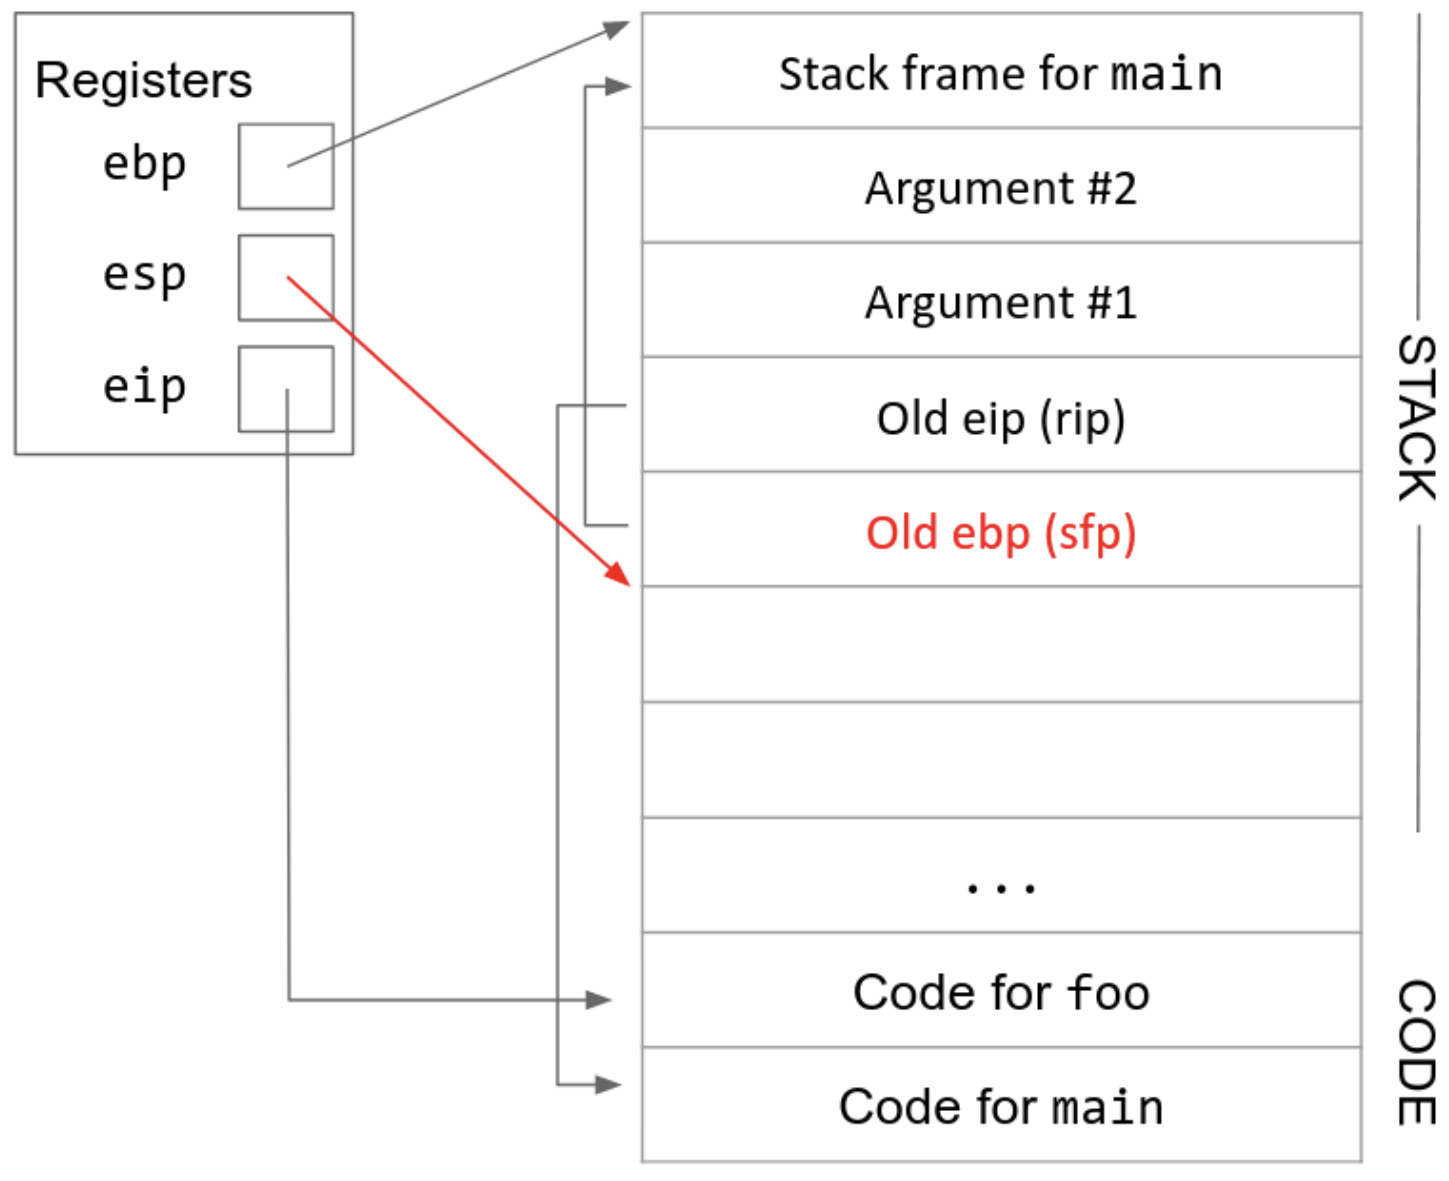 Registers
ebp
esp
eip
Stack frame for main
Argument #2
Argument #1
Old eip (rip)
Old ebp (sfp)
...
Code for foo
Code for main
STACK
CODE